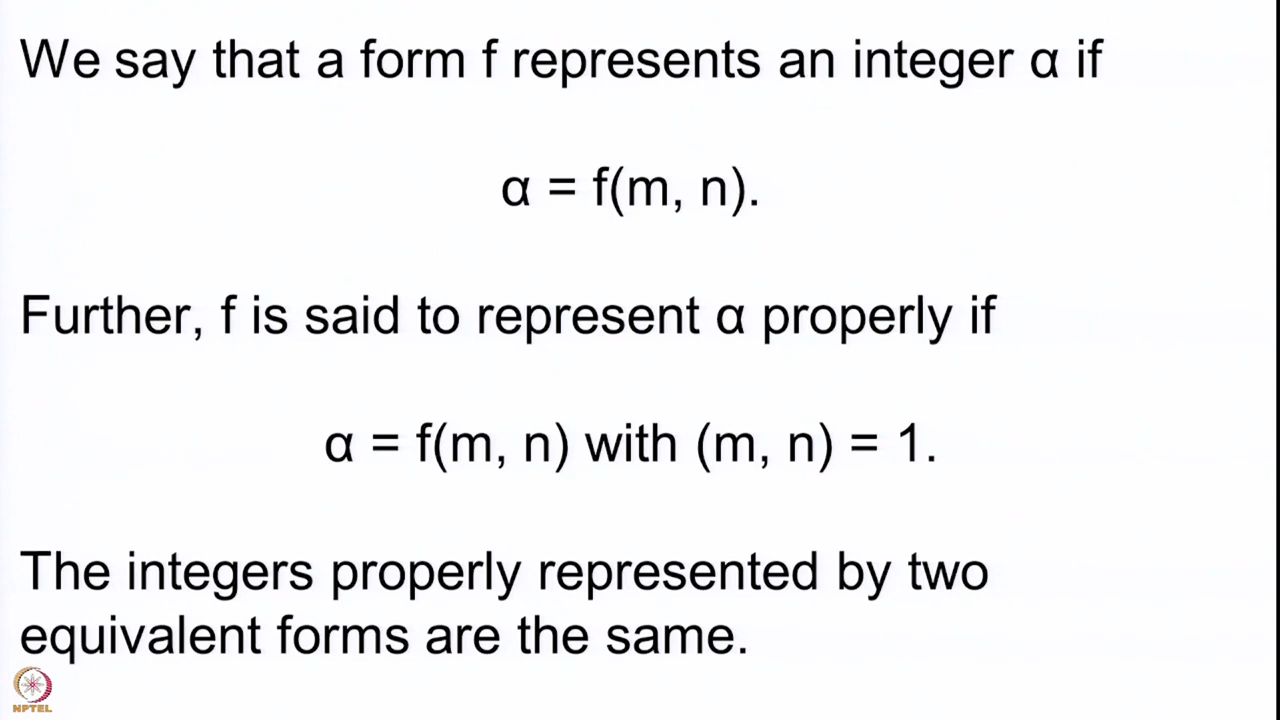 We say that a form f represents an integer α if
α = f(m, n).
Further, f is said to represent α properly if
α = f(m, n) with (m, n) = 1.
The integers properly represented by two
equivalent forms are the same.
NPTEL